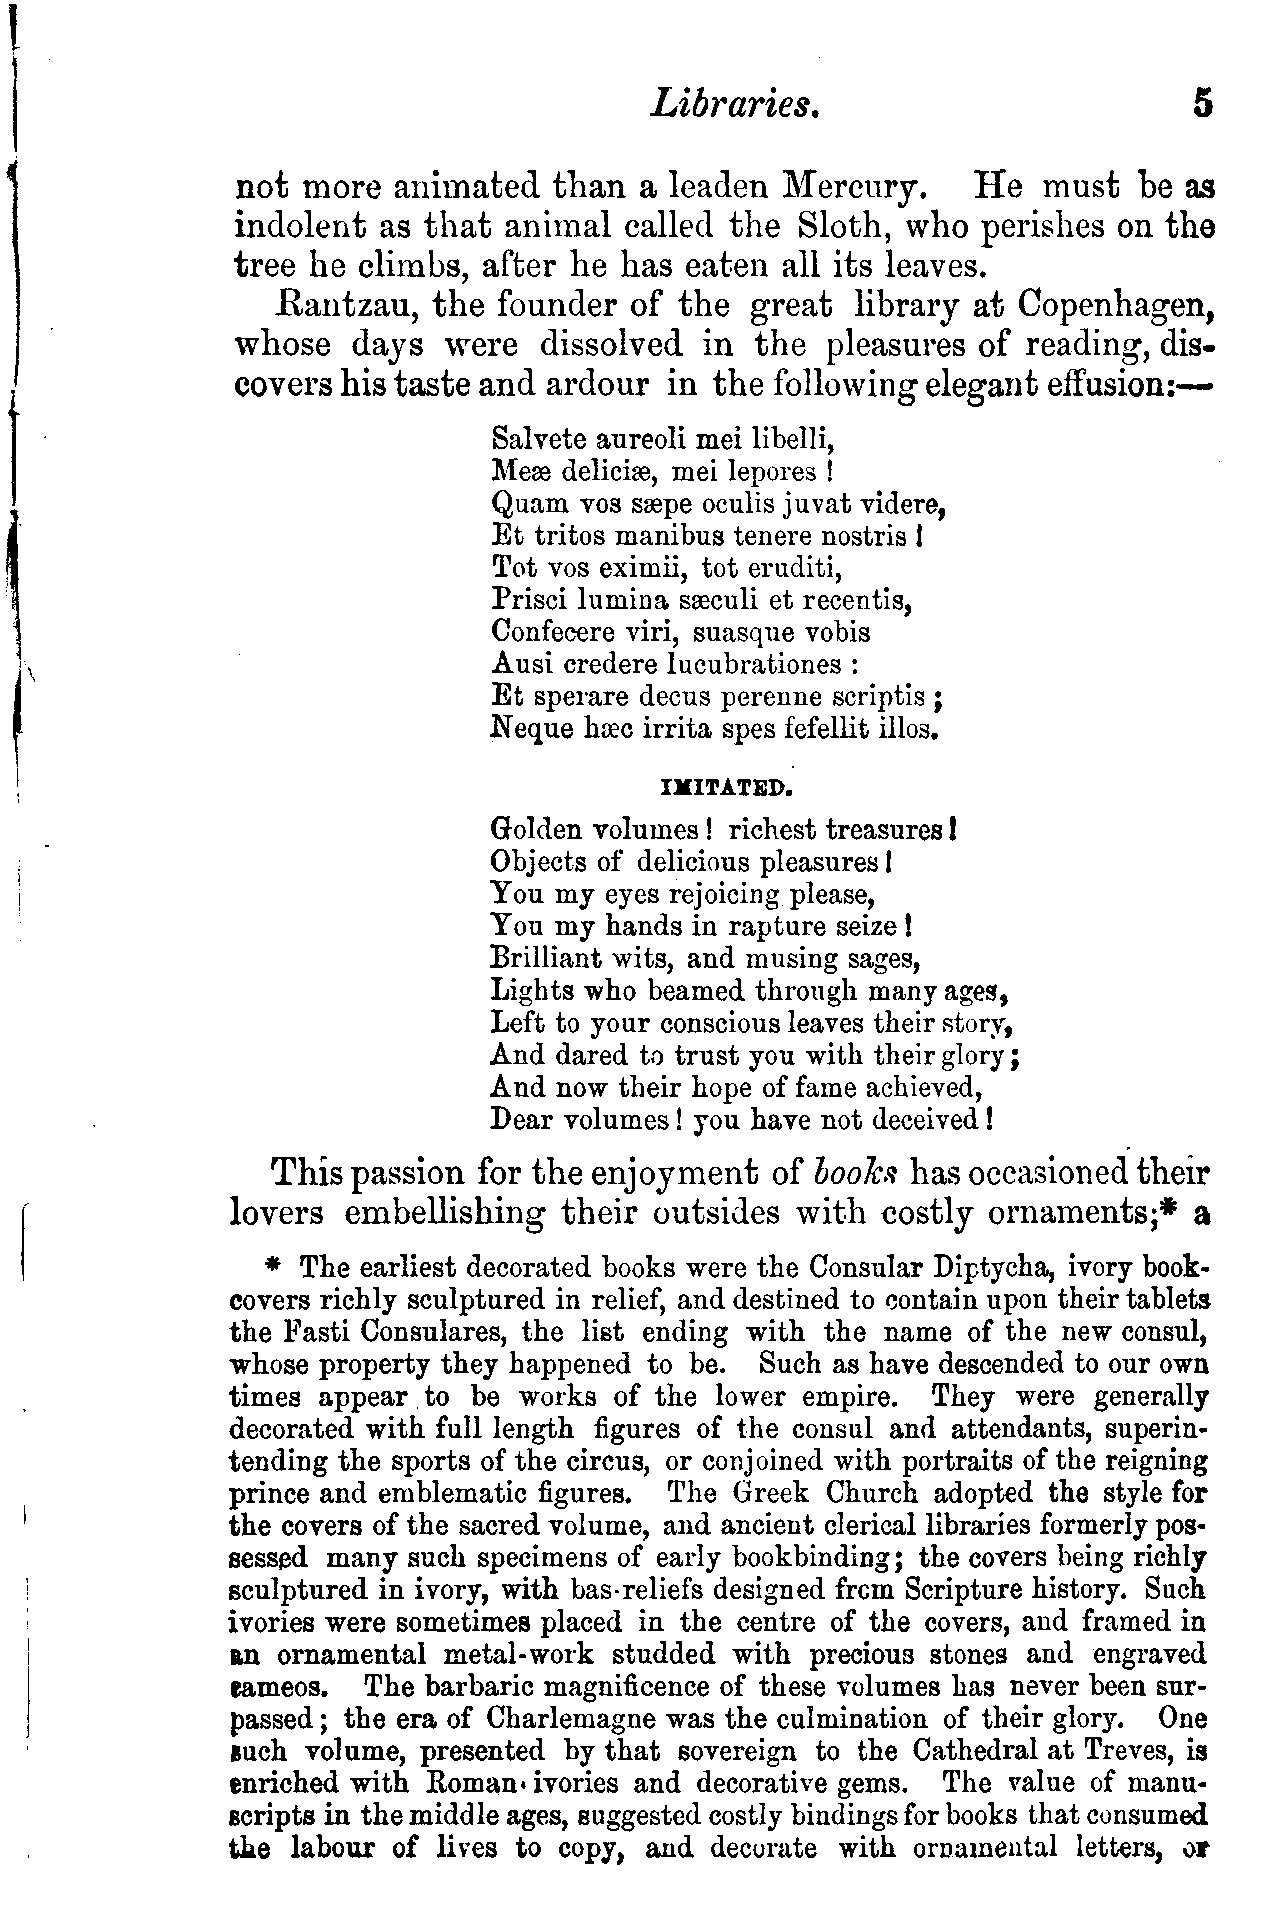 Libraries. 5
not more animated than a leaden Mercury. He must be as
indolent as that animal called the Sloth, who perishes on the
tree he climbs, after he has eaten all its leaves.
Rantzau, the founder of the great library at Copenhagen,
whose days were dissolved in the pleasures of reading, dis-
covers his taste and ardour in the following elegant effusion:—
Salvete aureoli mei libelli,
Meæ deliciæ, mei lepores !
Quam vos sæpe oculis juvat videre,
Et tritos manibus tenere nostris !
Tot vos eximii, tot eruditi,
Prisci lumina sæculi et recentis,
Confecere viri, suasque vobis
Ausi credere lucubrationes :
Et sperare decus perenne scriptis ;
Neque hæc irrita spes fefellit illos.
IMITATED.
Golden volumes ! richest treasures !
Objects of delicious pleasures !
You my eyes rejoicing please,
You my hands in rapture seize !
Brilliant wits, and musing sages,
Lights who beamed through many ages,
Left to your conscious leaves their story,
And dared to trust you with their glory ;
And now their hope of fame achieved,
Dear volumes ! you have not deceived !
This passion for the enjoyment of books has occasioned their
lovers embellishing their outsides with costly ornaments;* a
* The earliest decorated books were the Consular Diptycha, ivory book-
covers richly sculptured in relief, and destined to contain upon their tablets
the Fasti Consulares, the list ending with the name of the new consul,
whose property they happened to be. Such as have descended to our own
times appear to be works of the lower empire. They were generally
decorated with full length figures of the consul and attendants, superin-
tending the sports of the circus, or conjoined with portraits of the reigning
prince and emblematic figures. The Greek Church adopted the style for
the covers of the sacred volume, and ancient clerical libraries formerly pos-
sessed many such specimens of early bookbinding; the covers being richly
sculptured in ivory, with bas-reliefs designed from Scripture history. Such
ivories were sometimes placed in the centre of the covers, and framed in
an ornamental metal-work studded with precious stones and engraved
cameos. The barbaric magnificence of these volumes has never been sur-
passed ; the era of Charlemagne was the culmination of their glory. One
such volume, presented by that sovereign to the Cathedral at Treves, is
enriched with Roman ivories and decorative gems. The value of manu-
scripts in the middle ages, suggested costly bindings for books that consumed
the labour of lives to copy, and decorate with ornamental letters, or